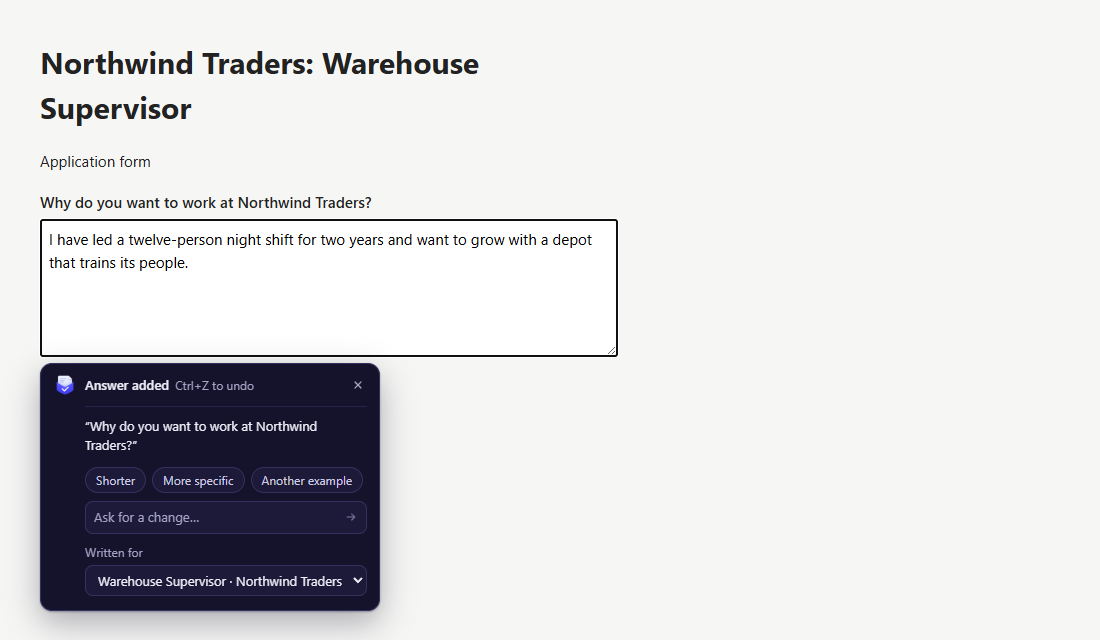 Northwind Traders: Warehouse
Supervisor
Application form
Why do you want to work at Northwind Traders?
I have led a twelve-person night shift for two years and want to grow with a depot
that trains its people.
Answer added Ctrl+Z to undo ×
“Why do you want to work at Northwind
Traders?”
Shorter More specific Another example
Ask for a change... →
Written for
Warehouse Supervisor · Northwind Traders